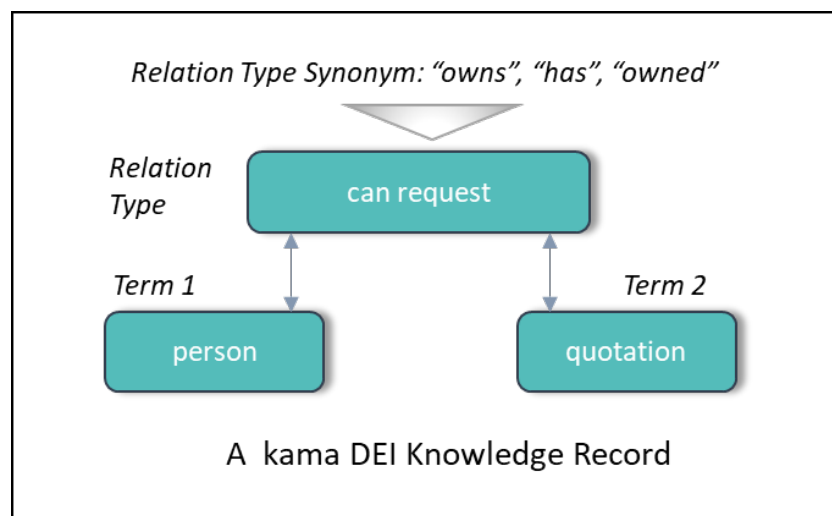 Relation Type Synonym: “owns”, “has”, “owned”
Relation
Type
can request
Term 1
Term 2
person
quotation
A kama DEI Knowledge Record